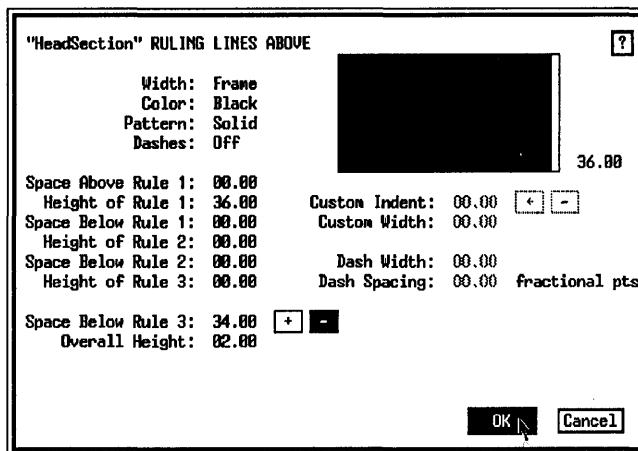 "HeadSection" RULING LINES ABOVE ?
Width: Frame
Color: Black
Pattern: Solid
Dashes: Off
36.00
Space Above Rule 1: 00.00
Height of Rule 1: 36.00 Custom Indent: 00.00 + -
Space Below Rule 1: 00.00 Custom Width: 00.00
Height of Rule 2: 00.00
Space Below Rule 2: 00.00 Dash Width: 00.00
Height of Rule 3: 00.00 Dash Spacing: 00.00 fractional pts
Space Below Rule 3: 34.00 + -
Overall Height: 02.00
OK Cancel